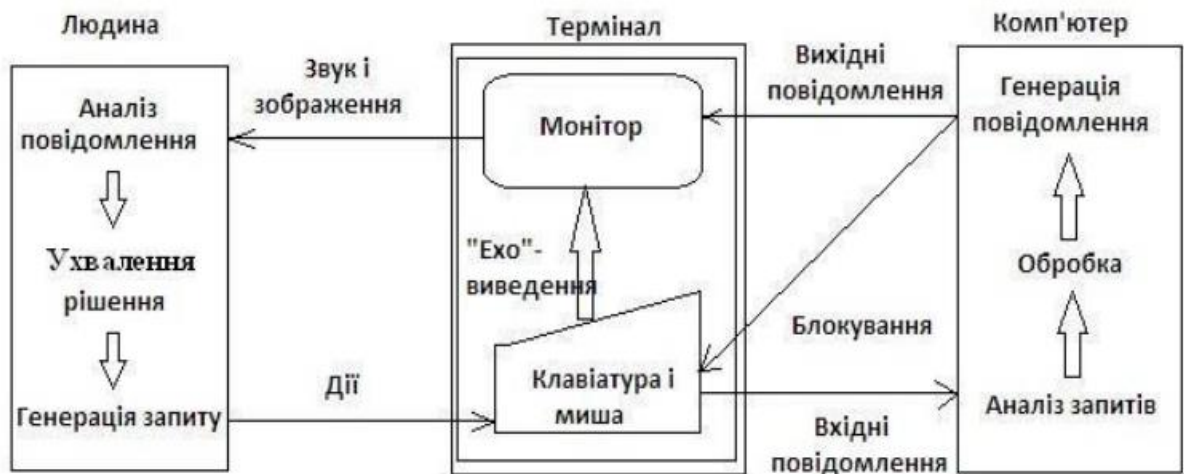 Людина
Термінал
Комп'ютер
Звук і
зображення
Вихідні
повідомлення
Аналіз
повідомлення
Монітор
Генерація
повідомлення
"Ехо"-
виведення
Ухвалення
рішення
Обробка
Блокування
Дії
Клавіатура і
миша
Генерація запиту
Аналіз запитів
Вхідні
повідомлення